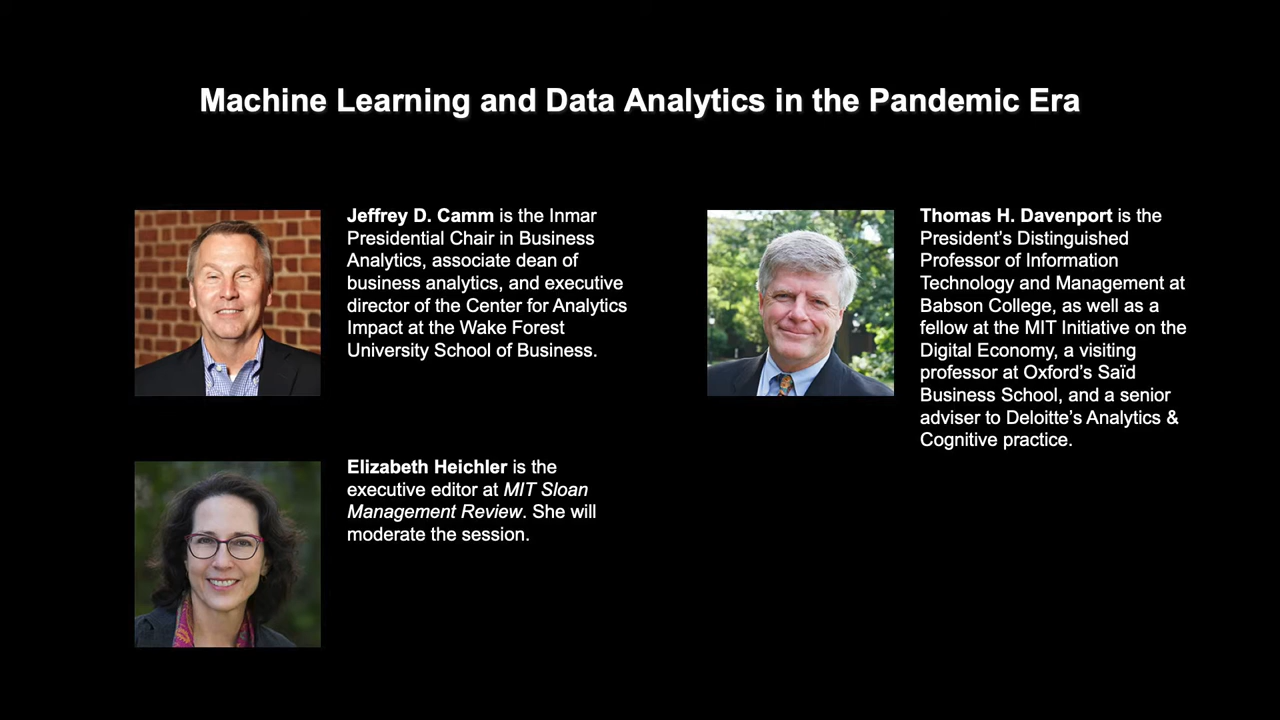 Machine Learning and Data Analytics in the Pandemic Era
Jeffrey D. Camm is the Inmar
Presidential Chair in Business
Analytics, associate dean of
business analytics, and executive
director of the Center for Analytics
Impact at the Wake Forest
University School of Business.
Thomas H. Davenport is the
President’s Distinguished
Professor of Information
Technology and Management at
Babson College, as well as a
fellow at the MIT Initiative on the
Digital Economy, a visiting
professor at Oxford’s Saïd
Business School, and a senior
adviser to Deloitte’s Analytics &
Cognitive practice.
Elizabeth Heichler is the
executive editor at MIT Sloan
Management Review. She will
moderate the session.